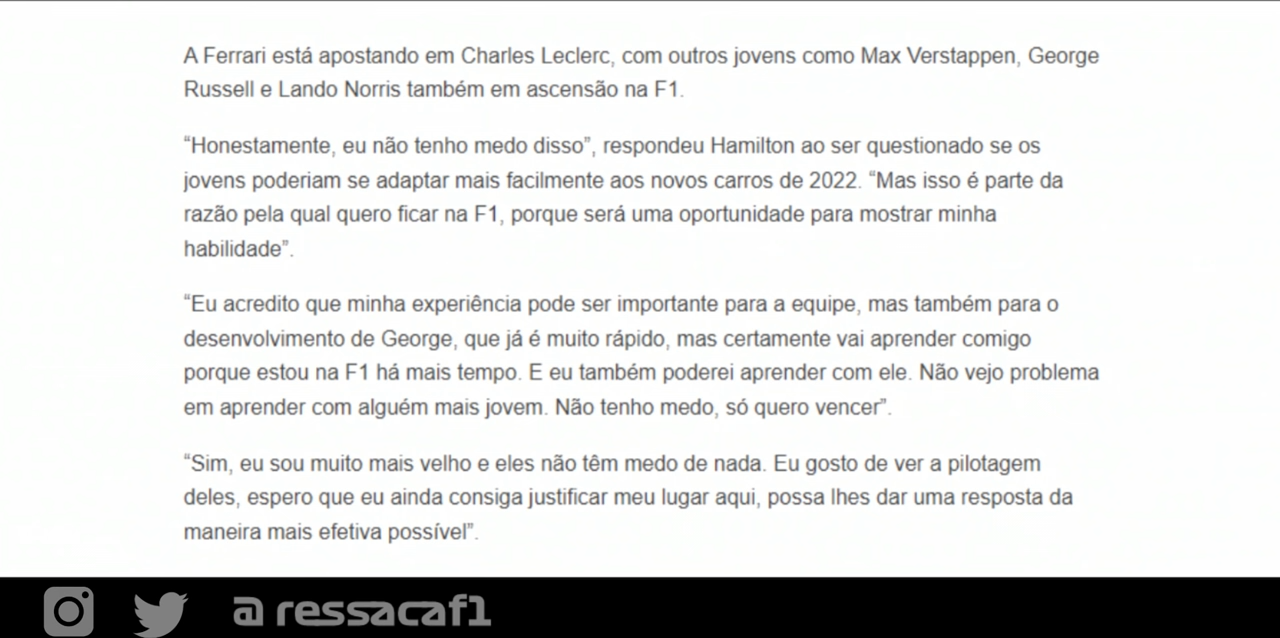 A Ferrari está apostando em Charles Leclerc, com outros jovens como Max Verstappen, George
Russell e Lando Norris também em ascensão na F1.
“Honestamente, eu não tenho medo disso”, respondeu Hamilton ao ser questionado se os
jovens poderiam se adaptar mais facilmente aos novos carros de 2022. “Mas isso é parte da
razão pela qual quero ficar na F1, porque será uma oportunidade para mostrar minha
habilidade”.
“Eu acredito que minha experiência pode ser importante para a equipe, mas também para o
desenvolvimento de George, que já é muito rápido, mas certamente vai aprender comigo
porque estou na F1 há mais tempo. E eu também poderei aprender com ele. Não vejo problema
em aprender com alguém mais jovem. Não tenho medo, só quero vencer”.
“Sim, eu sou muito mais velho e eles não têm medo de nada. Eu gosto de ver a pilotagem
deles, espero que eu ainda consiga justificar meu lugar aqui, possa lhes dar uma resposta da
maneira mais efetiva possível”.
@ressacaf1